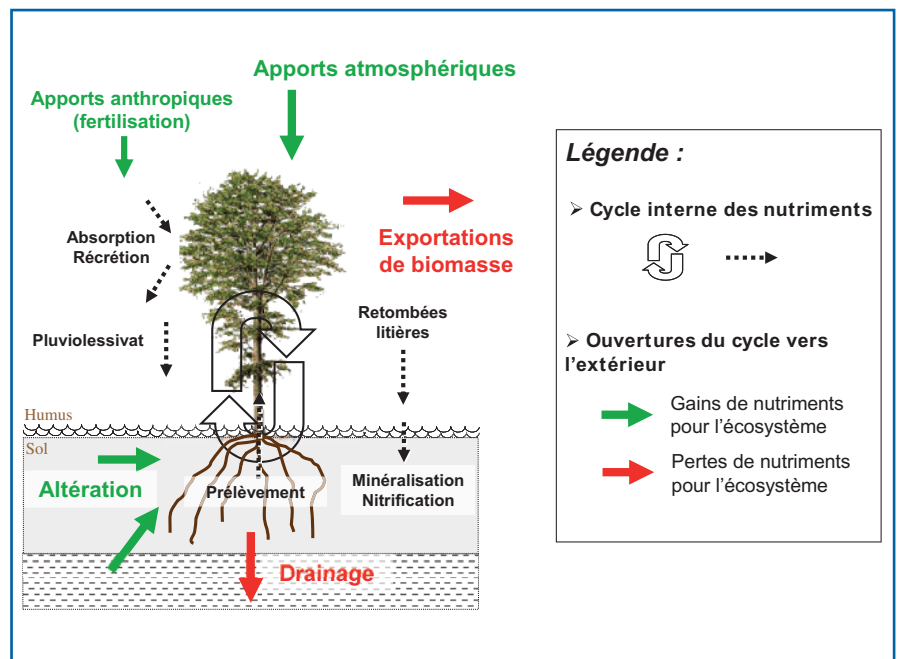 Apports atmosphériques
Apports anthropiques
(fertilisation)
Absorption
Récrétion
Pluviolessivat
Exportations
de biomasse
Retombées
litières
Humus
Sol
Altération
Prélèvement
Minéralisation
Nitrification
Drainage
Légende :
➢ Cycle interne des nutriments
➢ Ouvertures du cycle vers
l'extérieur
Gains de nutriments
pour l'écosystème
Pertes de nutriments
pour l'écosystème